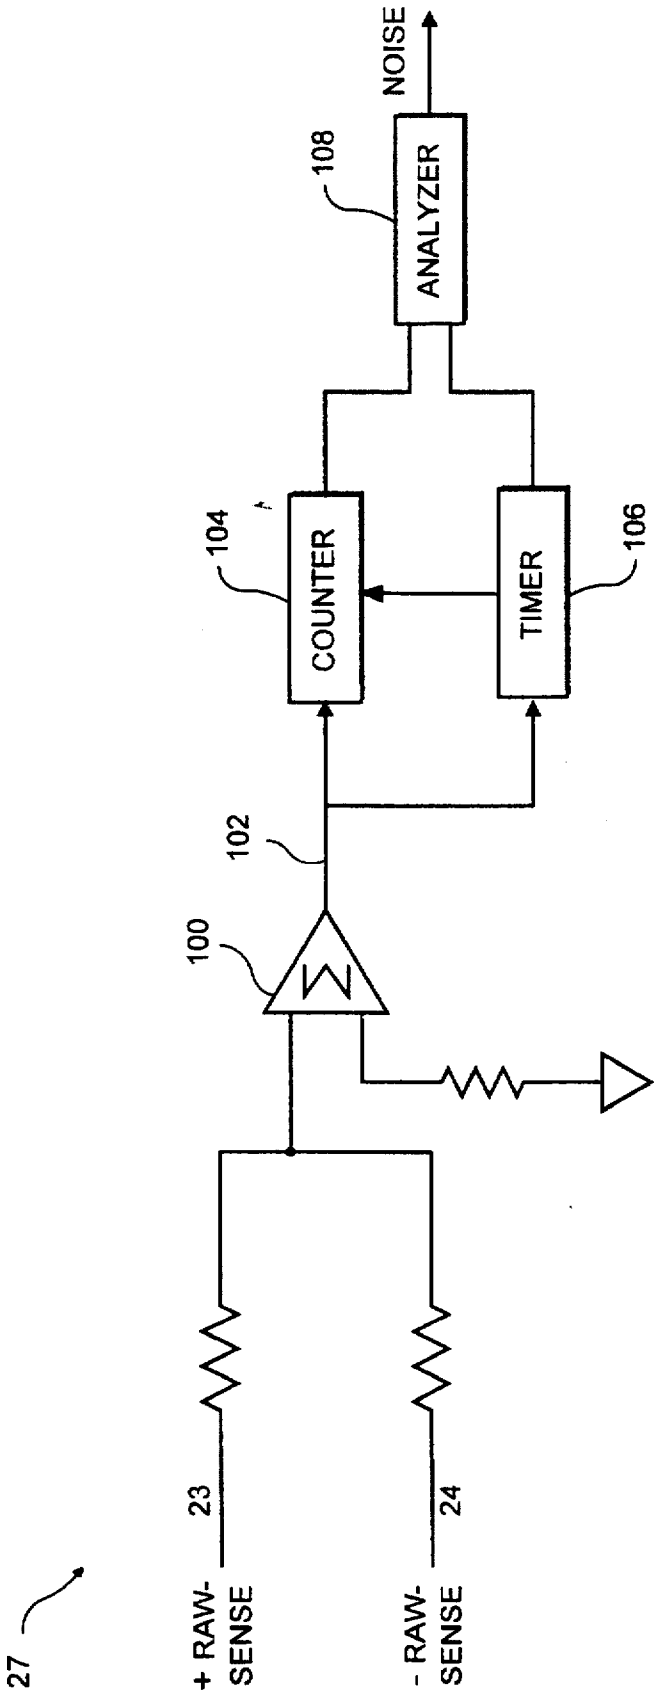 27
+ RAW-
SENSE
23
- RAW-
SENSE
24
100
Σ
102
104
COUNTER
TIMER
106
108
ANALYZER
NOISE